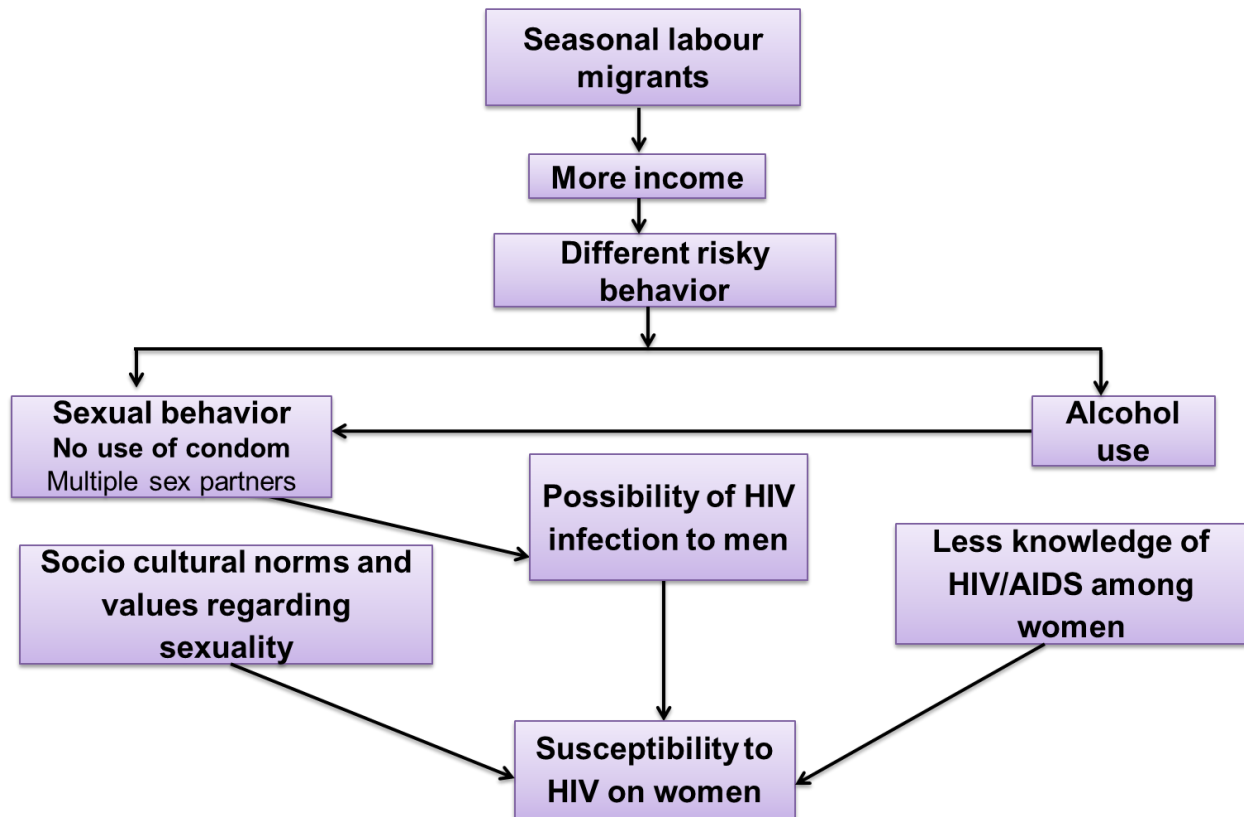 Seasonal labour
migrants
More income
Different risky
behavior
Sexual behavior
No use of condom
Multiple sex partners
Alcohol
use
Possibility of HIV
infection to men
Socio cultural norms and
values regarding
sexuality
Less knowledge of
HIV/AIDS among
women
Susceptibility to
HIV on women